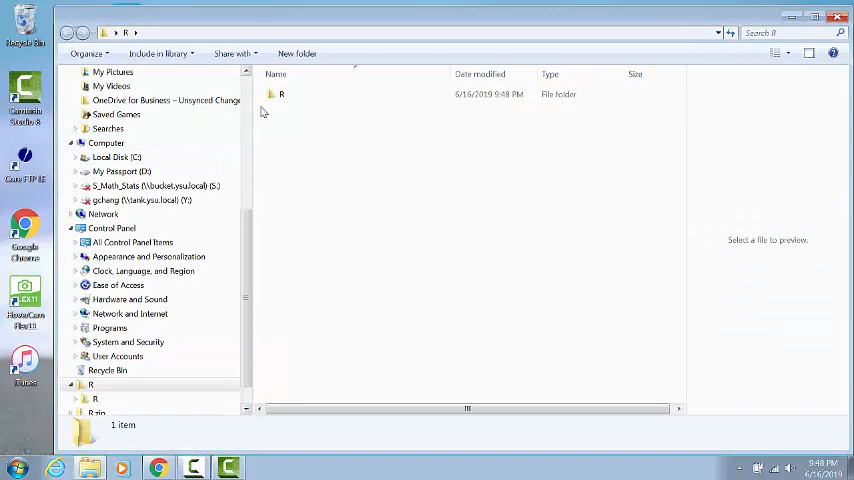 Recycle Bin
Camtasia
Studio 8
Core FTP LE
Google
Chrome
HoverCam
Flex11
iTunes
R
Search R
Organize
Include in library
Share with
New folder
Name
Date modified
Type
Size
R
6/16/2019 9:48 PM
File folder
My Pictures
My Videos
OneDrive for Business – Unsynced Change
Saved Games
Searches
Computer
Local Disk (C:)
My Passport (D:)
S_Math_Stats (\\bucket.ysu.local) (S:)
gchang (\\tank.ysu.local) (Y:)
Network
Control Panel
All Control Panel Items
Appearance and Personalization
Clock, Language, and Region
Ease of Access
Hardware and Sound
Network and Internet
Programs
System and Security
User Accounts
Recycle Bin
R
R
R.zip
Select a file to preview.
1 item
9:48 PM
6/16/2019